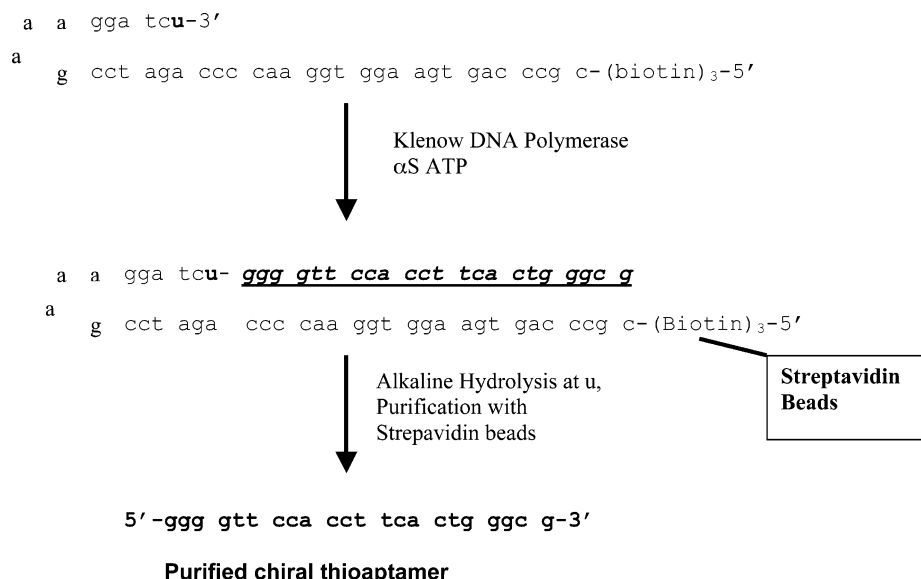 a a gga tcu-3′
a
g cct aga ccc caa ggt gga agt gac ccg c-(biotin)₃-5′
Klenow DNA Polymerase
αS ATP
a a gga tcu- ggg gtt cca cct tca ctg ggc g
a
g cct aga ccc caa ggt gga agt gac ccg c-(Biotin)₃-5′
Alkaline Hydrolysis at u,
Purification with
Strepavidin beads
Streptavidin
Beads
5′-ggg gtt cca cct tca ctg ggc g-3′
Purified chiral thioaptamer